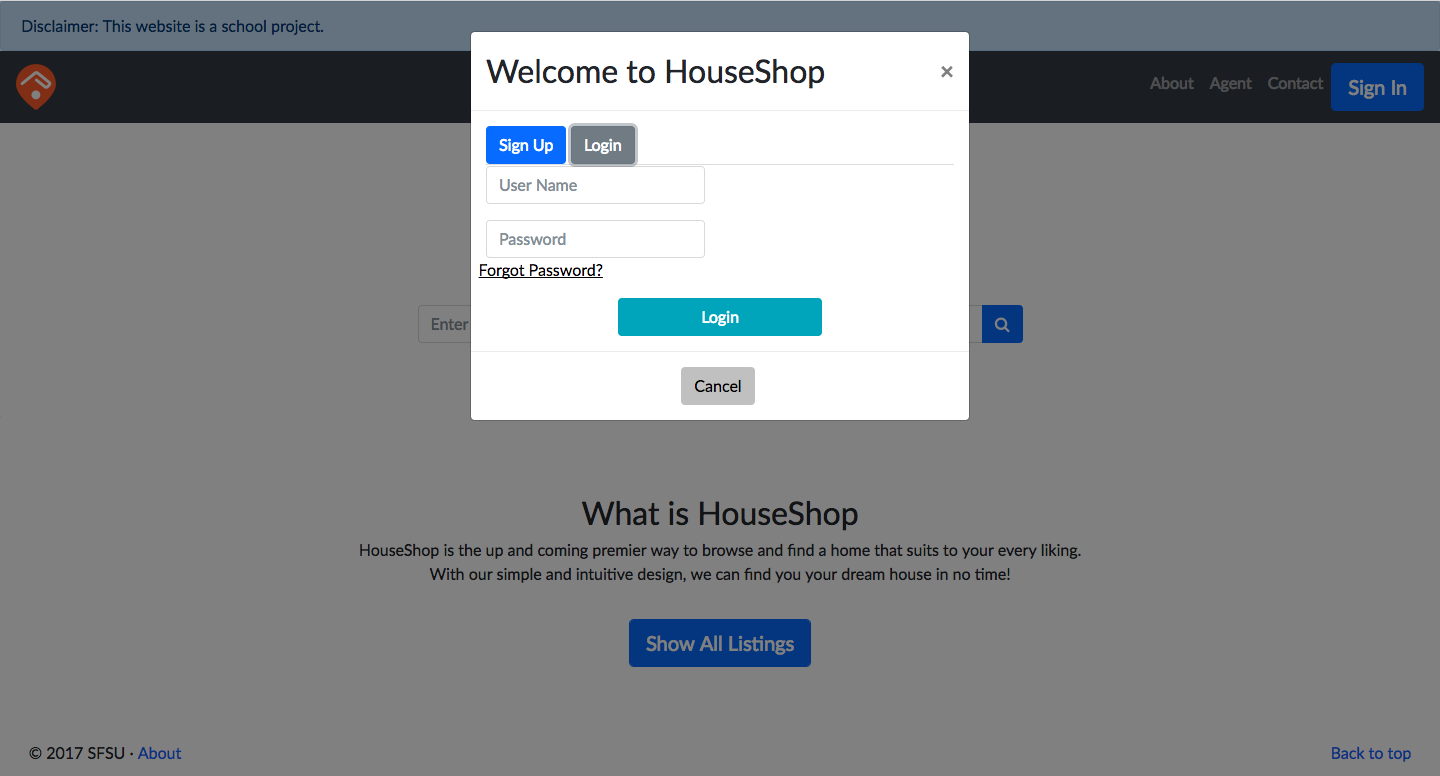 Disclaimer: This website is a school project.
Welcome to HouseShop
×
About Agent Contact Sign In
Sign Up Login
User Name
Password
Forgot Password?
Enter
Login
Cancel
What is HouseShop
HouseShop is the up and coming premier way to browse and find a home that suits to your every liking.
With our simple and intuitive design, we can find you your dream house in no time!
Show All Listings
© 2017 SFSU · About
Back to top